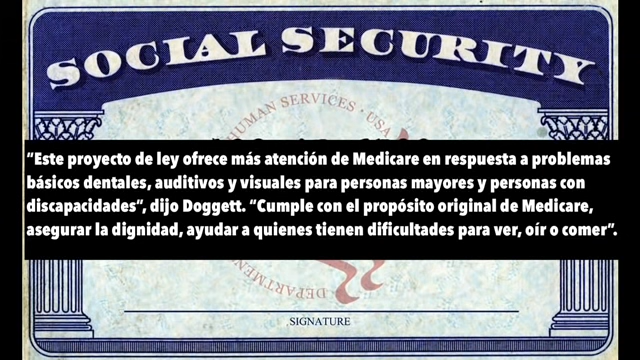 SOCIAL SECURITY
HUMAN SERVICES · USA
“Este proyecto de ley ofrece más atención de Medicare en respuesta a problemas
básicos dentales, auditivos y visuales para personas mayores y personas con
discapacidades”, dijo Doggett. “Cumple con el propósito original de Medicare,
asegurar la dignidad, ayudar a quienes tienen dificultades para ver, oír o comer”.
DEPARTMEN
SIGNATURE